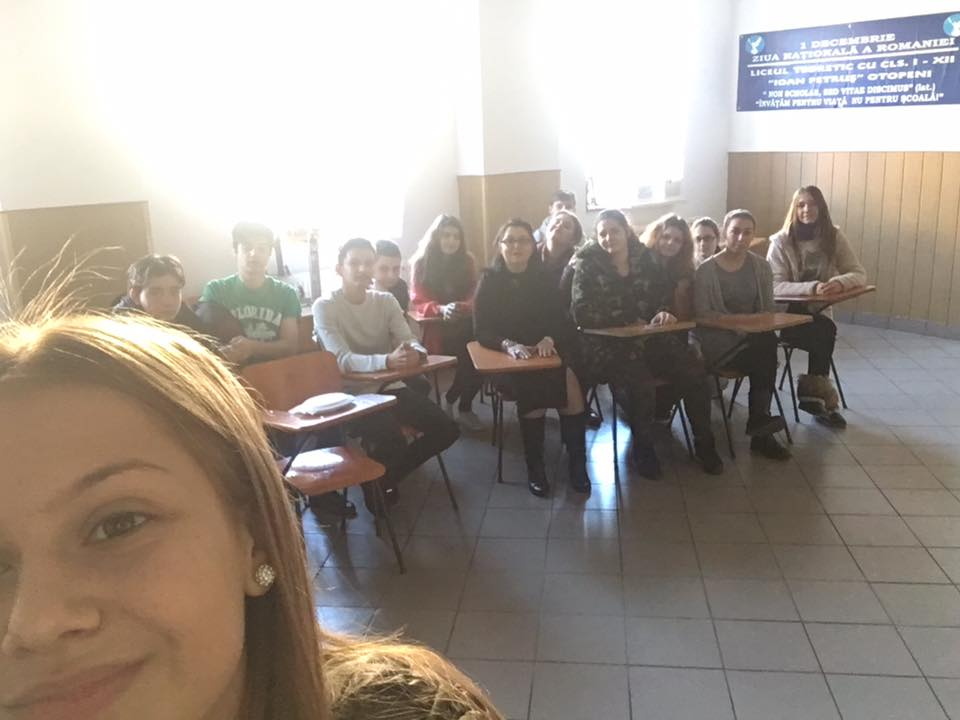 1 DECEMBRIE
ZIUA NAȚIONALĂ A ROMANIEI
LICEUL TEORETIC CU CLS. I - XII
"IOAN PETRUȘ" OTOPENI
"NON SCHOLAE, SED VITAE DISCIMUS" (lat.)
"ÎNVĂȚĂM PENTRU VIAȚĂ NU PENTRU ȘCOALĂ!"
FLORIDA